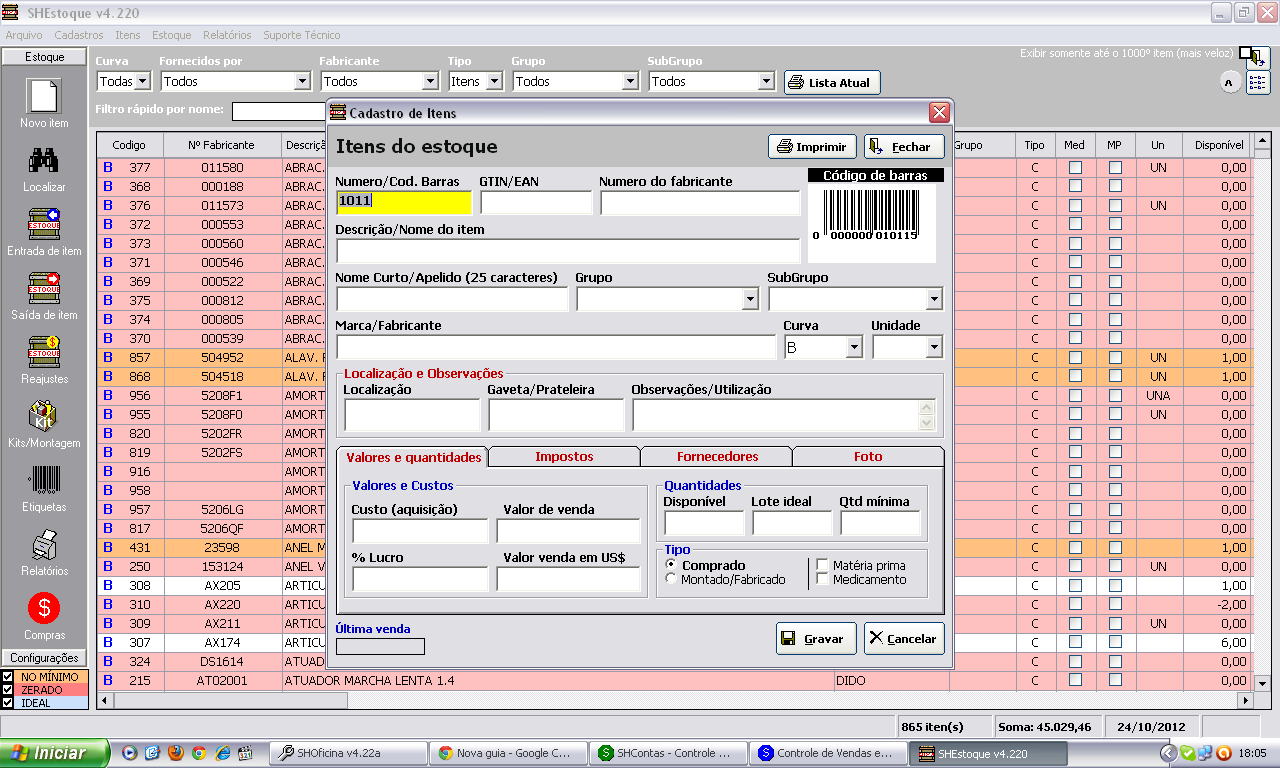 SHEstoque v4.220
Arquivo Cadastros Itens Estoque Relatórios Suporte Técnico
Estoque
Curva Fornecidos por Fabricante Tipo Grupo SubGrupo
Todas Todos Todos Itens Todos Todos Lista Atual
Exibir somente até o 1000º item (mais veloz)
A
Filtro rápido por nome:
Novo item
Localizar
ESTOQUE
Entrada de item
ESTOQUE
Saída de item
ESTOQUE
Reajustes
Kit
Kits/Montagem
Etiquetas
Relatórios
$
Compras
Configurações
NO MÍNIMO
ZERADO
IDEAL
Codigo Nº Fabricante Descriç Grupo Tipo Med MP Un Disponível
B 377 011580 ABRAC. C UN 0,00
B 368 000188 ABRAC. C 0,00
B 376 011573 ABRAC. C UN 0,00
B 372 000553 ABRAC. C 0,00
B 373 000560 ABRAC. C 0,00
B 371 000546 ABRAC. C 0,00
B 369 000522 ABRAC. C 0,00
B 375 000812 ABRAC. C 0,00
B 374 000805 ABRAC. C 0,00
B 370 000539 ABRAC. C 0,00
B 857 504932 ALAV. C UN 1,00
B 868 504518 ALAV. C UN 1,00
B 956 5208F1 AMORT C UNA 0,00
B 955 5208F0 AMORT C UN 0,00
B 820 5202FR AMORT C 0,00
B 819 5202FS AMORT C 0,00
B 916 AMORT C 0,00
B 958 AMORT C 0,00
B 957 5206LG AMORT C 0,00
B 817 5206QF AMORT C 0,00
B 431 23598 ANEL M C 1,00
B 250 153124 ANEL V C UN 0,00
B 308 AX205 ARTICU C 1,00
B 310 AX220 ARTICU C -2,00
B 309 AX211 ARTICU C UN 0,00
B 307 AX174 ARTICU C 6,00
B 324 DS1614 ATUAD C 0,00
B 215 AT02001 ATUADOR MARCHA LENTA 1.4 DIDO C 0,00
Cadastro de Itens
Itens do estoque
Imprimir Fechar
Numero/Cod. Barras GTIN/EAN Numero do fabricante Código de barras
1011
0 000000 010115
Descrição/Nome do item
Nome Curto/Apelido (25 caracteres) Grupo SubGrupo
Marca/Fabricante Curva Unidade
B
Localização e Observações
Localização Gaveta/Prateleira Observações/Utilização
Valores e quantidades Impostos Fornecedores Foto
Valores e Custos
Custo (aquisição) Valor de venda
% Lucro Valor venda em US$
Quantidades
Disponível Lote ideal Qtd mínima
Tipo
Comprado Matéria prima
Montado/Fabricado Medicamento
Última venda
Gravar Cancelar
865 iten(s) Soma: 45.029,46 24/10/2012
Iniciar SHOficina v4.22a Nova guia - Google C... SHContas - Controle ... Controle de Vendas e... SHEstoque v4.220 18:05